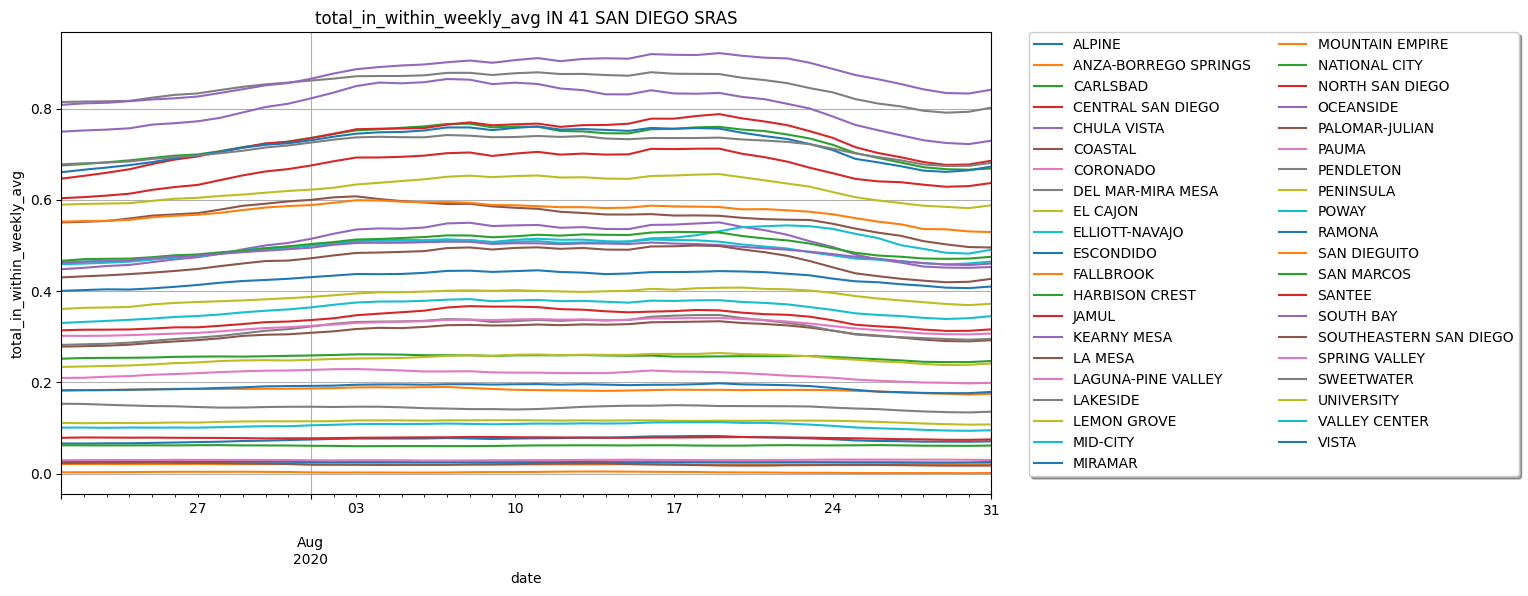 total_in_within_weekly_avg IN 41 SAN DIEGO SRAS
total_in_within_weekly_avg
0.8
0.6
0.4
0.2
0.0
27
03
10
17
24
31
Aug
2020
date
ALPINE
ANZA-BORREGO SPRINGS
CARLSBAD
CENTRAL SAN DIEGO
CHULA VISTA
COASTAL
CORONADO
DEL MAR-MIRA MESA
EL CAJON
ELLIOTT-NAVAJO
ESCONDIDO
FALLBROOK
HARBISON CREST
JAMUL
KEARNY MESA
LA MESA
LAGUNA-PINE VALLEY
LAKESIDE
LEMON GROVE
MID-CITY
MIRAMAR
MOUNTAIN EMPIRE
NATIONAL CITY
NORTH SAN DIEGO
OCEANSIDE
PALOMAR-JULIAN
PAUMA
PENDLETON
PENINSULA
POWAY
RAMONA
SAN DIEGUITO
SAN MARCOS
SANTEE
SOUTH BAY
SOUTHEASTERN SAN DIEGO
SPRING VALLEY
SWEETWATER
UNIVERSITY
VALLEY CENTER
VISTA